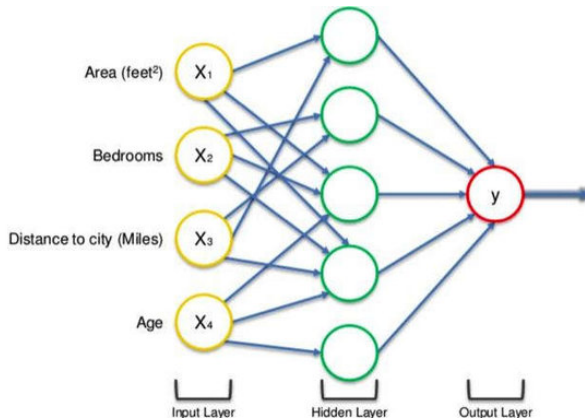 Area (feet²) X₁
Bedrooms X₂
Distance to city (Miles) X₃
Age X₄
y
Input Layer Hidden Layer Output Layer